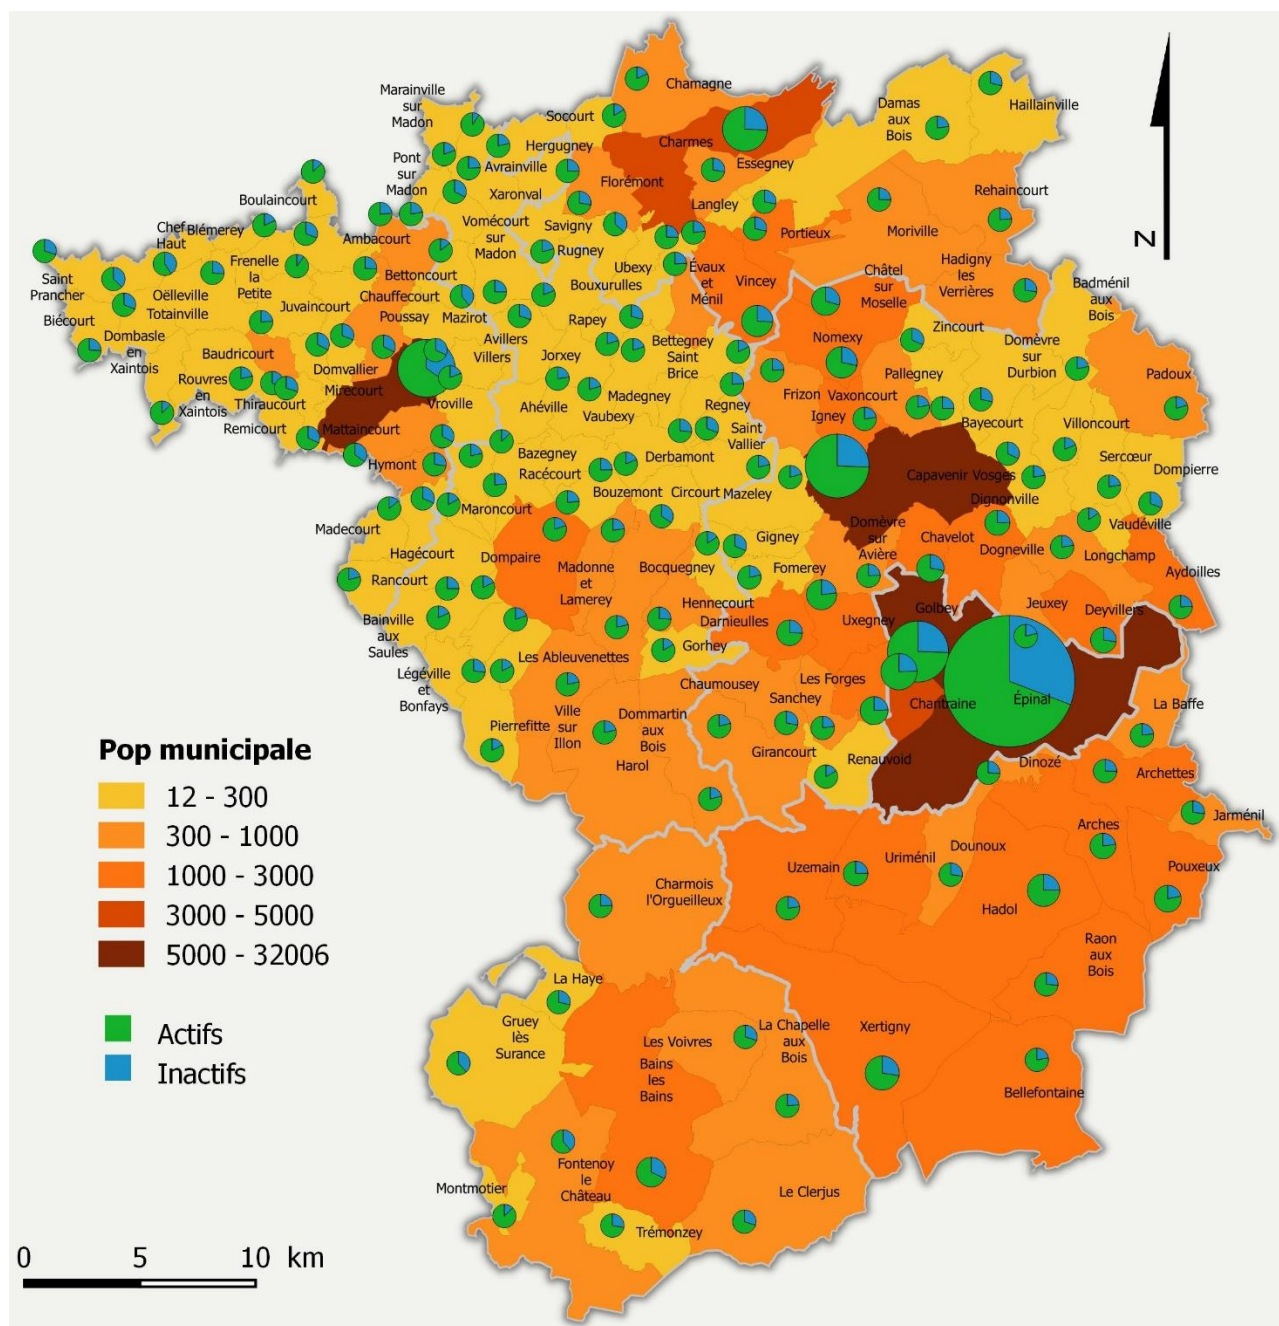 Marainville
sur
Madon
Chamagne
Socourt
Damas
aux
Bois
Haillainville
Hergugney
Charmes
Pont
sur
Madon
Avrainville
Essegney
Xaronval
Florémont
Langley
Rehaincourt
Boulaincourt
Chef
Haut
Blémerey
Ambacourt
Vomécourt
sur
Madon
Savigny
Portieux
Moriville
Rugney
Saint
Prancher
Frenelle
la
Petite
Bettoncourt
Ubexy
Évaux
et
Ménil
Châtel
sur
Moselle
Hadigny
les
Verrières
Badménil
aux
Bois
Oëlleville
Chauffecourt
Bouxurulles
Vincey
Biécourt
Totainville
Juvaincourt
Poussay
Mazirot
Rapey
Nomexy
Zincourt
Dombasle
en
Xaintois
Avillers
Bettegney
Saint
Brice
Domèvre
sur
Durbion
Baudricourt
Domvallier
Villers
Jorxey
Pallegney
Padoux
Rouvres
en
Xaintois
Mirecourt
Madegney
Frizon
Vaxoncourt
Thiraucourt
Vroville
Ahéville
Vaubexy
Regney
Igney
Bayecourt
Villoncourt
Remicourt
Mattaincourt
Saint
Vallier
Hymont
Bazegney
Derbamont
Sercœur
Dompierre
Racécourt
Capavenir Vosges
Bouzemont
Circourt
Mazeley
Dignonville
Madecourt
Maroncourt
Domèvre
sur
Avière
Vaudéville
Hagécourt
Dompaire
Gigney
Chavelot
Dogneville
Longchamp
Rancourt
Madonne
et
Lamerey
Bocquegney
Fomerey
Aydoilles
Bainville
aux
Saules
Hennecourt
Darnieulles
Uxegney
Golbey
Jeuxey
Deyvillers
Gorhey
Légéville
et
Bonfays
Les Ableuvenettes
Chaumousey
Les Forges
Sanchey
Chantraine
Épinal
La Baffe
Pierrefitte
Ville
sur
Illon
Dommartin
aux
Bois
Girancourt
Renauvoid
Harol
Dinozé
Archettes
Pop municipale
12 - 300
300 - 1000
1000 - 3000
3000 - 5000
5000 - 32006
Actifs
Inactifs
Jarménil
Arches
Dounoux
Uriménil
Uzemain
Pouxeux
Charmois
l'Orgueilleux
Hadol
Raon
aux
Bois
La Haye
Gruey
lès
Surance
La Chapelle
aux
Bois
Xertigny
Les Voivres
Bains
les
Bains
Bellefontaine
Fontenoy
le
Château
Montmotier
Le Clerjus
Trémonzey
0 5 10 km
N